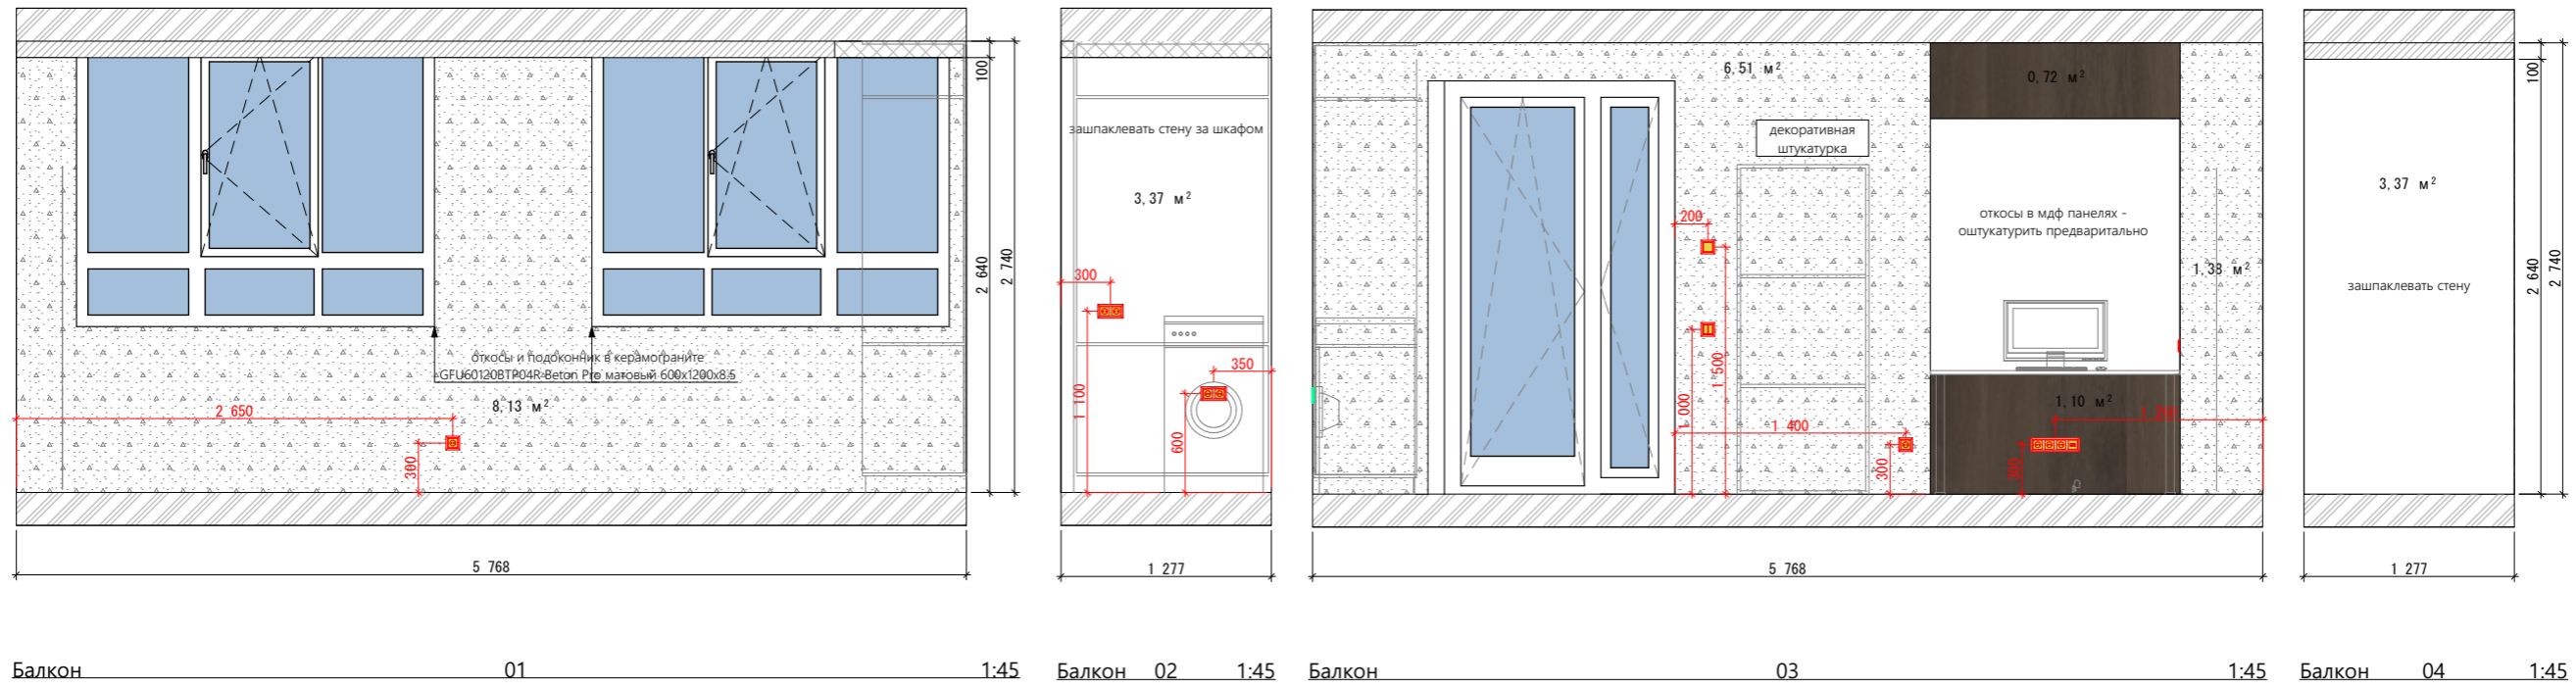 100
2 640
2 740
откосы и подоконник в керамограните
GFU60120BTP04R Beton Pro матовый 600x1200x8.5
8,13 м²
2 650
300
5 768
Балкон 01 1:45
зашпаклевать стену за шкафом
3,37 м²
300
1 100
600
350
1 277
Балкон 02 1:45
6,51 м²
0,72 м²
декоративная
штукатурка
200
откосы в мдф панелях -
оштукатурить предваритально
1,38 м²
1 500
1 000
1 400
300
1,10 м²
1 260
300
5 768
Балкон 03 1:45
100
3,37 м²
зашпаклевать стену
2 640
2 740
1 277
Балкон 04 1:45